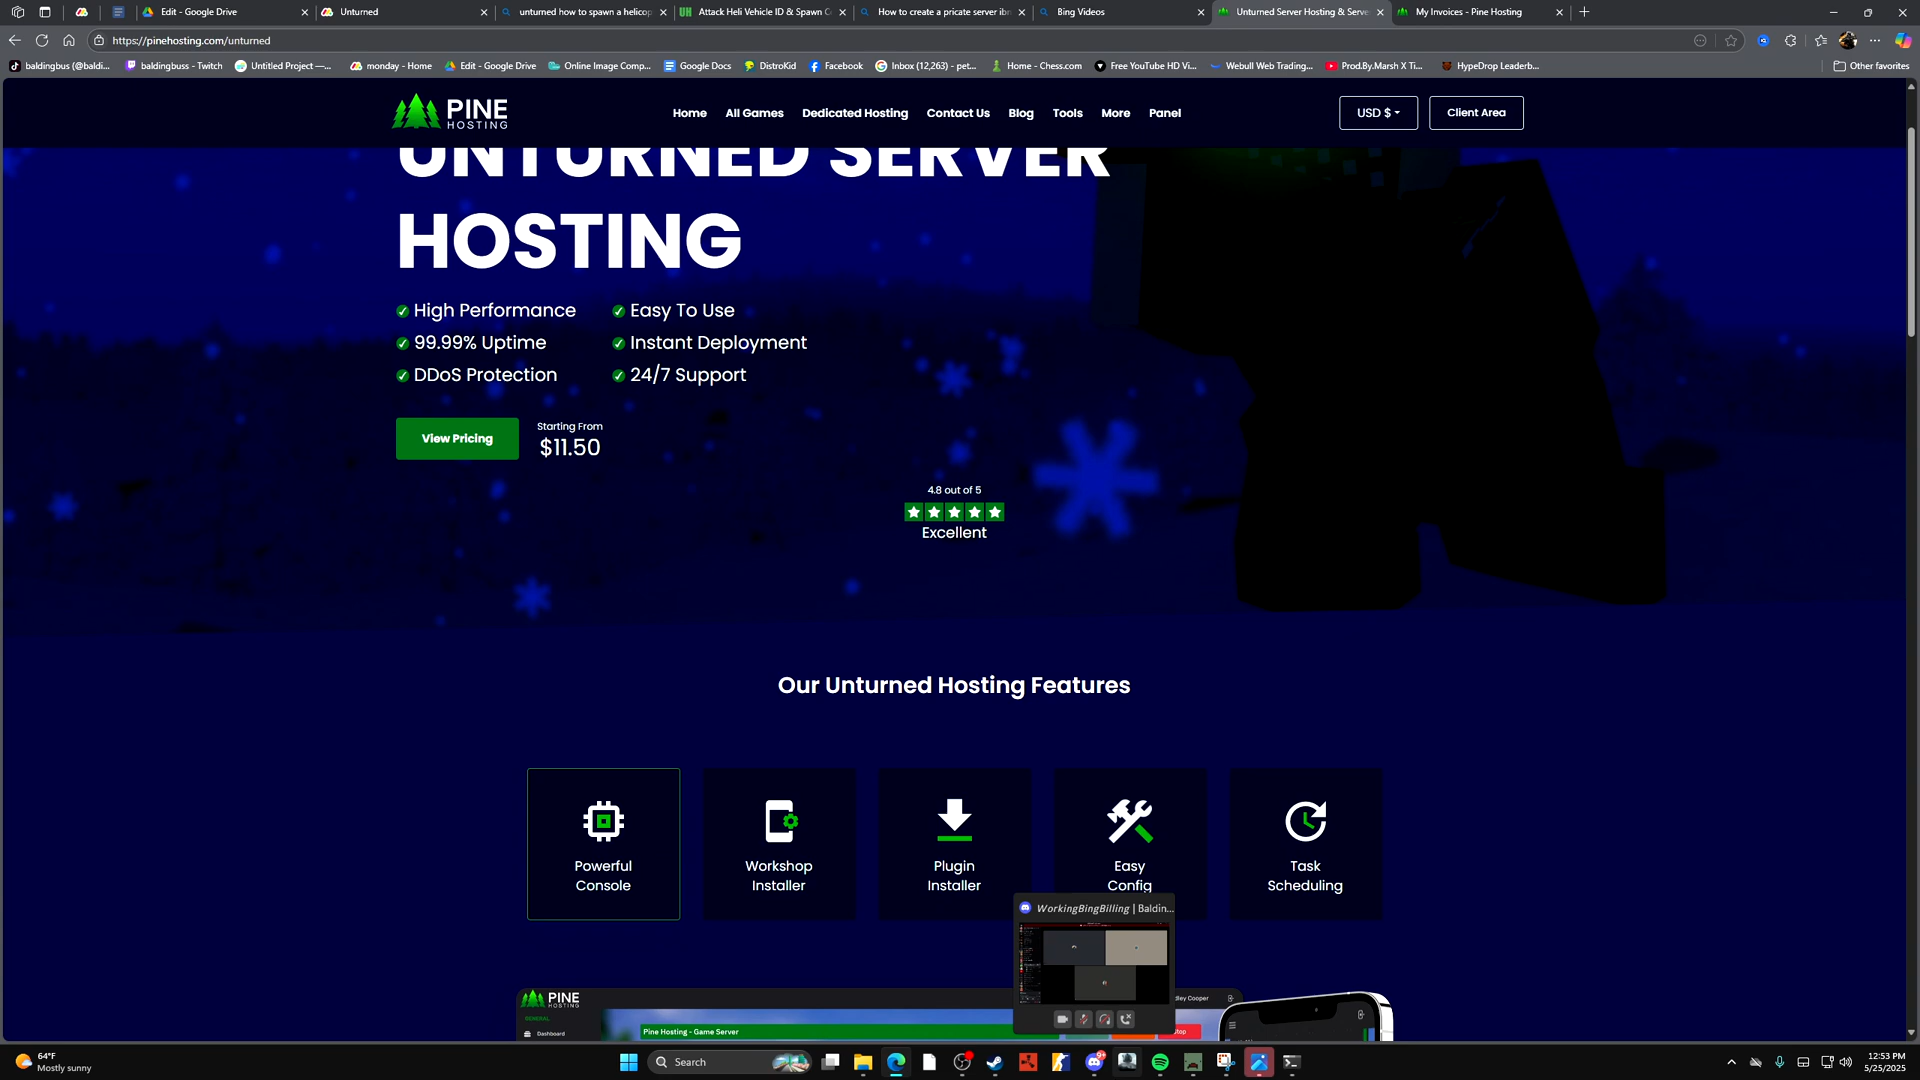 Edit - Google Drive
Unturned
unturned how to spawn a helicop
Attack Heli Vehicle ID & Spawn C
How to create a pricate server ib
Bing Videos
Unturned Server Hosting & Serve
My Invoices - Pine Hosting
https://pinehosting.com/unturned
baldingbus (@baldi...
baldingbuss - Twitch
Untitled Project —...
monday - Home
Edit - Google Drive
Online Image Comp...
Google Docs
DistroKid
Facebook
Inbox (12,263) - pet...
Home - Chess.com
Free YouTube HD Vi...
Webull Web Trading...
Prod.By.Marsh X Ti...
HypeDrop Leaderb...
Other favorites
PINE
HOSTING
Home
All Games
Dedicated Hosting
Contact Us
Blog
Tools
More
Panel
USD $
Client Area
UNTURNED SERVER
HOSTING
High Performance
Easy To Use
99.99% Uptime
Instant Deployment
DDoS Protection
24/7 Support
View Pricing
Starting From
$11.50
4.8 out of 5
Excellent
Our Unturned Hosting Features
Powerful
Console
Workshop
Installer
Plugin
Installer
Easy
Config
Task
Scheduling
WorkingBingBilling | Baldin...
PINE
HOSTING
dley Cooper
GENERAL
Dashboard
Pine Hosting - Game Server
top
64°F
Mostly sunny
Search
12:53 PM
5/25/2025